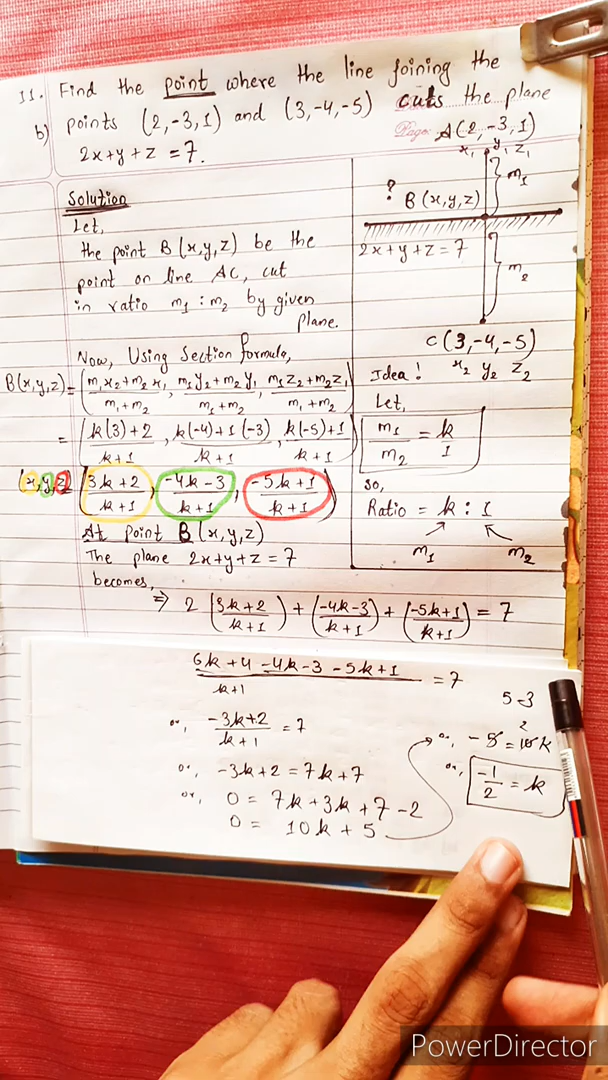 11. Find the point where the line joining the
b) points (2,-3,1) and (3,-4,-5) cuts the plane
2x+y+z=7.
Page:
A(2,-3,1)
x₁ y₁ z₁
m₁
? B(x,y,z)
2x+y+z=7
m₂
C(3,-4,-5)
x₂ y₂ z₂
Solution
Let,
the point B(x,y,z) be the
point on line AC, cut
in ratio m₁:m₂ by given
plane.
Now, Using Section formula,
B(x,y,z)=(m₁x₂+m₂x₁/m₁+m₂, m₁y₂+m₂y₁/m₁+m₂, m₁z₂+m₂z₁/m₁+m₂)
=(k(3)+2/k+1, k(-4)+1(-3)/k+1, k(-5)+1/k+1)
(x,y,z)=(3k+2/k+1, -4k-3/k+1, -5k+1/k+1)
Idea!
Let,
m₁/m₂ = k/1
so,
Ratio = k : 1
m₁ m₂
At point B(x,y,z)
The plane 2x+y+z=7
becomes,
⇒ 2(3k+2/k+1)+(-4k-3/k+1)+(-5k+1/k+1)=7
6k+4-4k-3-5k+1/k+1 =7
or, -3k+2/k+1 =7
or, -3k+2=7k+7
or, 0= 7k+3k+7-2
0= 10k+5
5-3
2
or, -5=10k
or, -1/2=k
PowerDirector